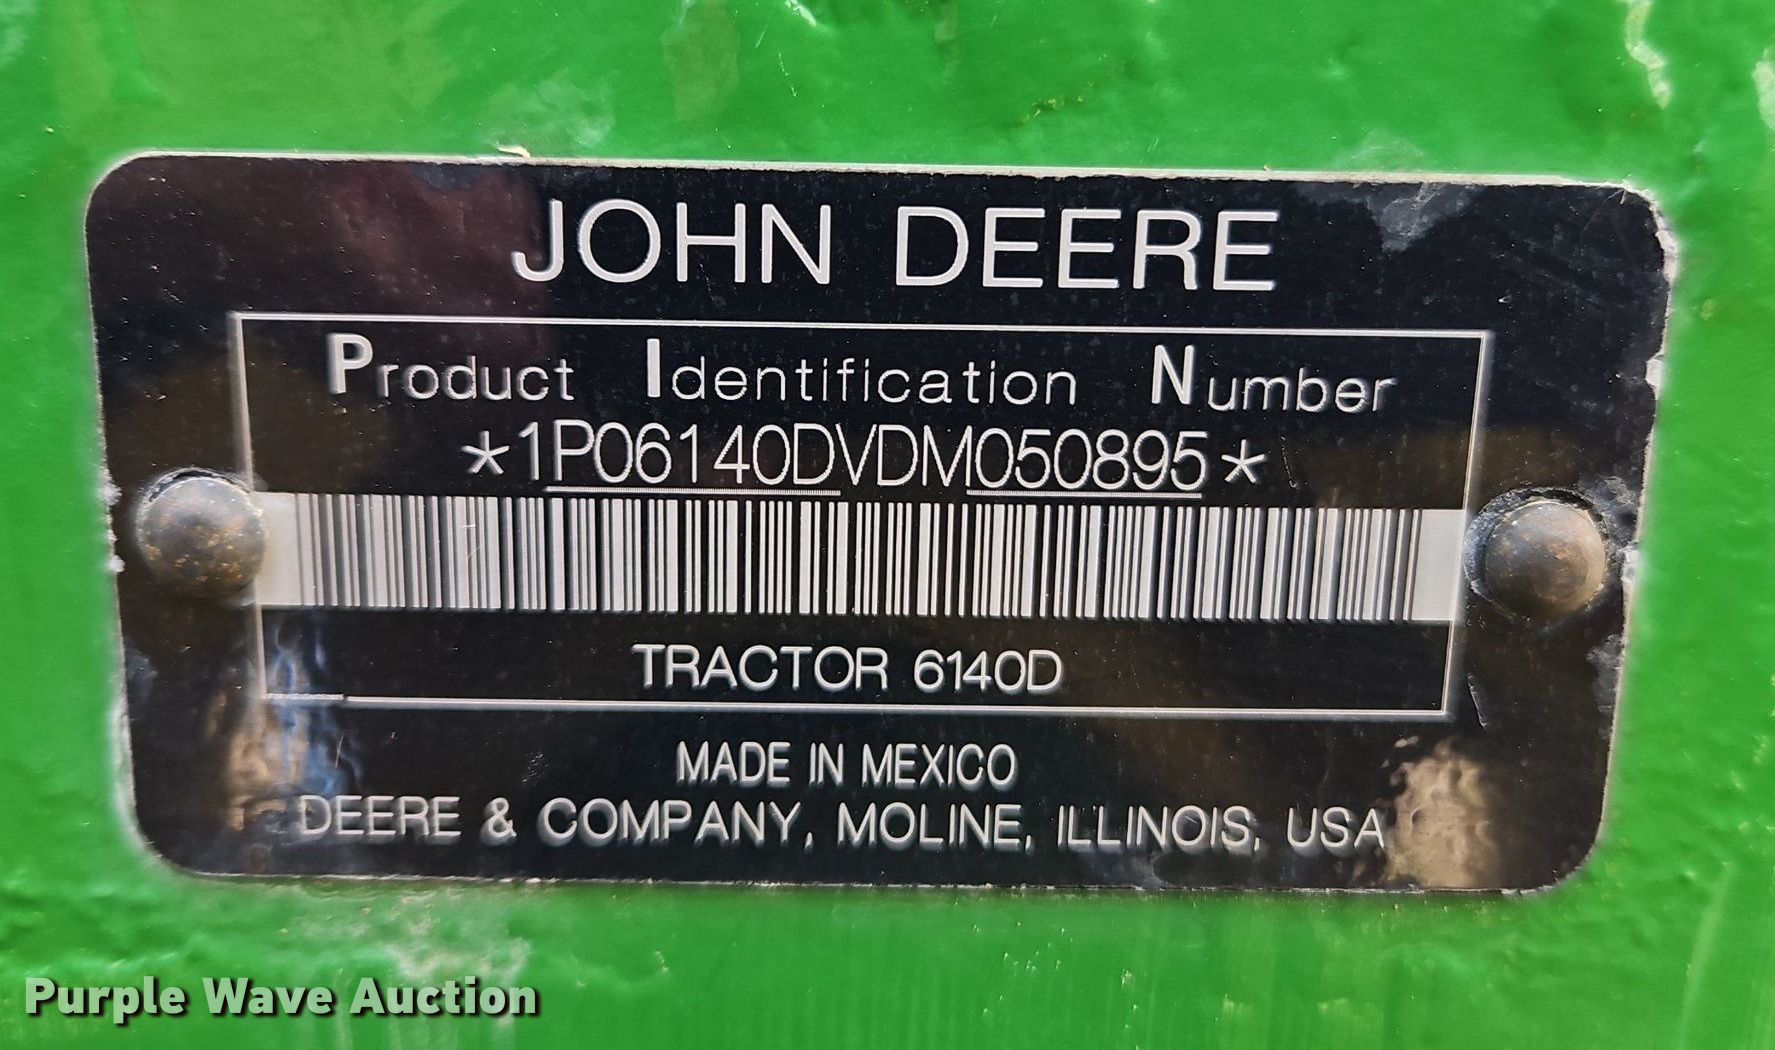 JOHN DEERE
Product Identification Number
*1P06140DVDM050895*
TRACTOR 6140D
MADE IN MEXICO
DEERE & COMPANY, MOLINE, ILLINOIS, USA
Purple Wave Auction